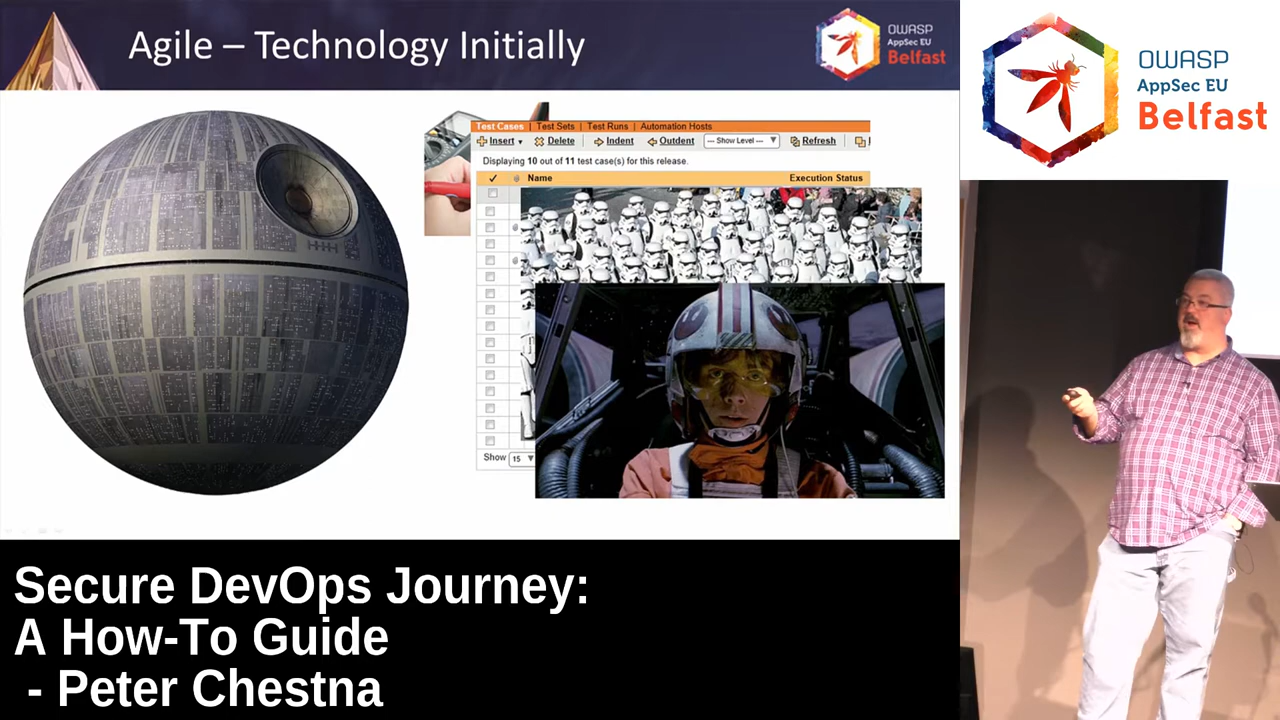 Agile – Technology Initially
OWASP
AppSec EU
Belfast
OWASP
AppSec EU
Belfast
Test Cases | Test Sets | Test Runs | Automation Hosts
Insert Delete Indent Outdent --- Show Level --- Refresh
Displaying 10 out of 11 test case(s) for this release.
Name Execution Status
Show 15
Secure DevOps Journey:
A How-To Guide
- Peter Chestna